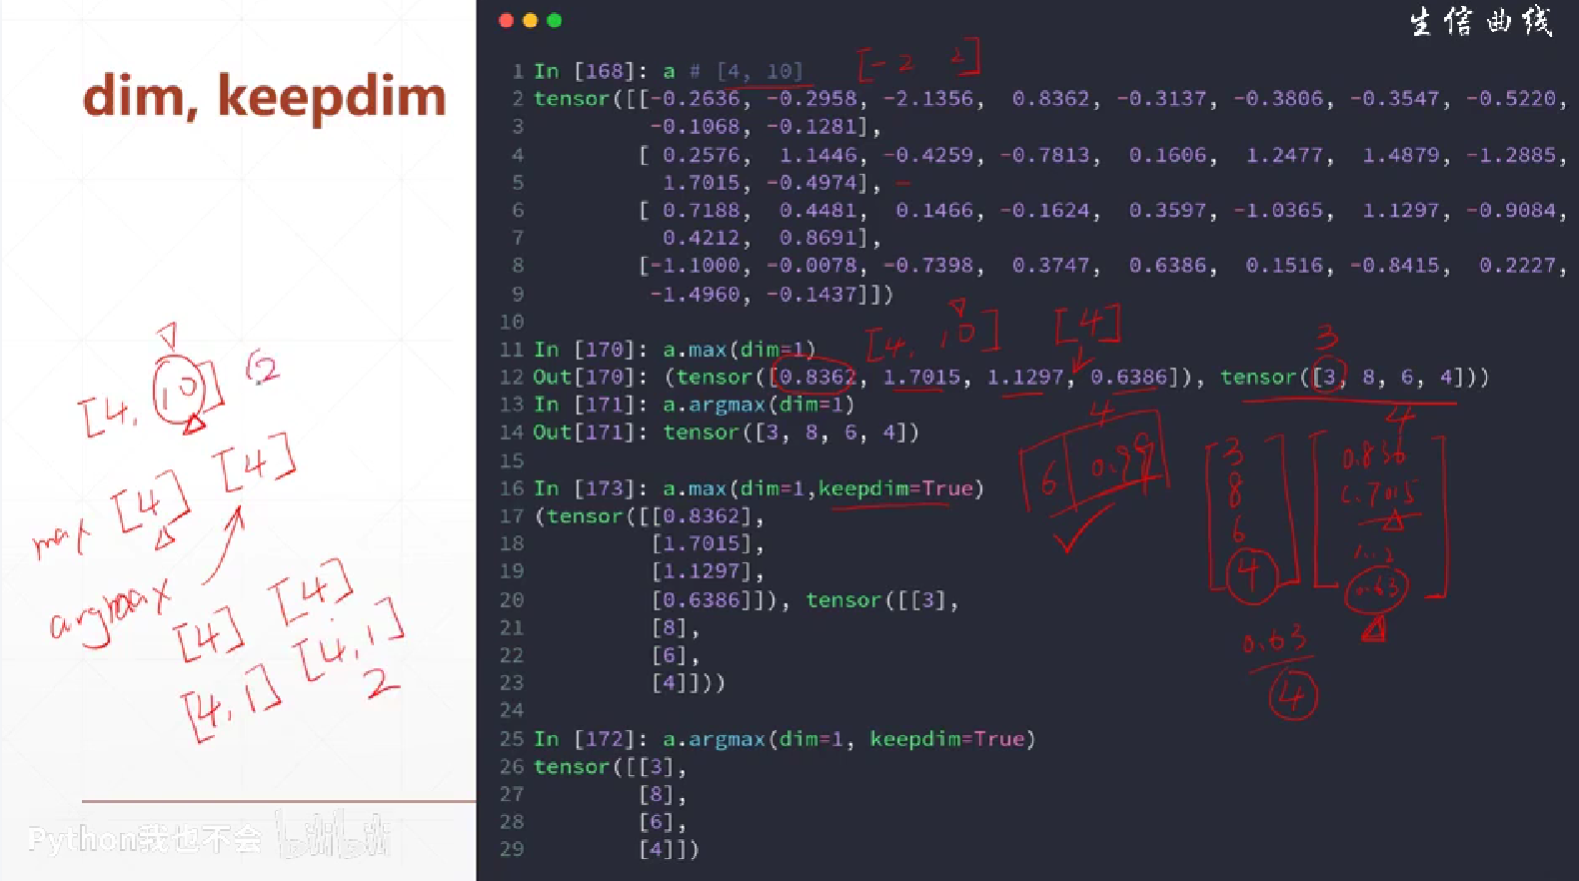 生信曲线
dim, keepdim
1 In [168]: a # [4, 10]
[-2 2]
2 tensor([[-0.2636, -0.2958, -2.1356, 0.8362, -0.3137, -0.3806, -0.3547, -0.5220,
3 -0.1068, -0.1281],
4 [ 0.2576, 1.1446, -0.4259, -0.7813, 0.1606, 1.2477, 1.4879, -1.2885,
5 1.7015, -0.4974],
6 [ 0.7188, 0.4481, 0.1466, -0.1624, 0.3597, -1.0365, 1.1297, -0.9084,
7 0.4212, 0.8691],
8 [-1.1000, -0.0078, -0.7398, 0.3747, 0.6386, 0.1516, -0.8415, 0.2227,
9 -1.4960, -0.1437]])
10
[4, 10]
[4]
3
11 In [170]: a.max(dim=1)
12 Out[170]: (tensor([0.8362, 1.7015, 1.1297, 0.6386]), tensor([3, 8, 6, 4]))
13 In [171]: a.argmax(dim=1)
14 Out[171]: tensor([3, 8, 6, 4])
15
16 In [173]: a.max(dim=1,keepdim=True)
17 (tensor([[0.8362],
18 [1.7015],
19 [1.1297],
20 [0.6386]]), tensor([[3],
21 [8],
22 [6],
23 [4]]))
24
25 In [172]: a.argmax(dim=1, keepdim=True)
26 tensor([[3],
27 [8],
28 [6],
29 [4]])
4
6 0.99
4
3
8
6
4
0.836
1.7015
1.2
0.63
0.63
4
[4, 10]
2
max [4] [4]
argmax
[4] [4]
[4,1] [4,1]
2
Python我也不会 bilibili